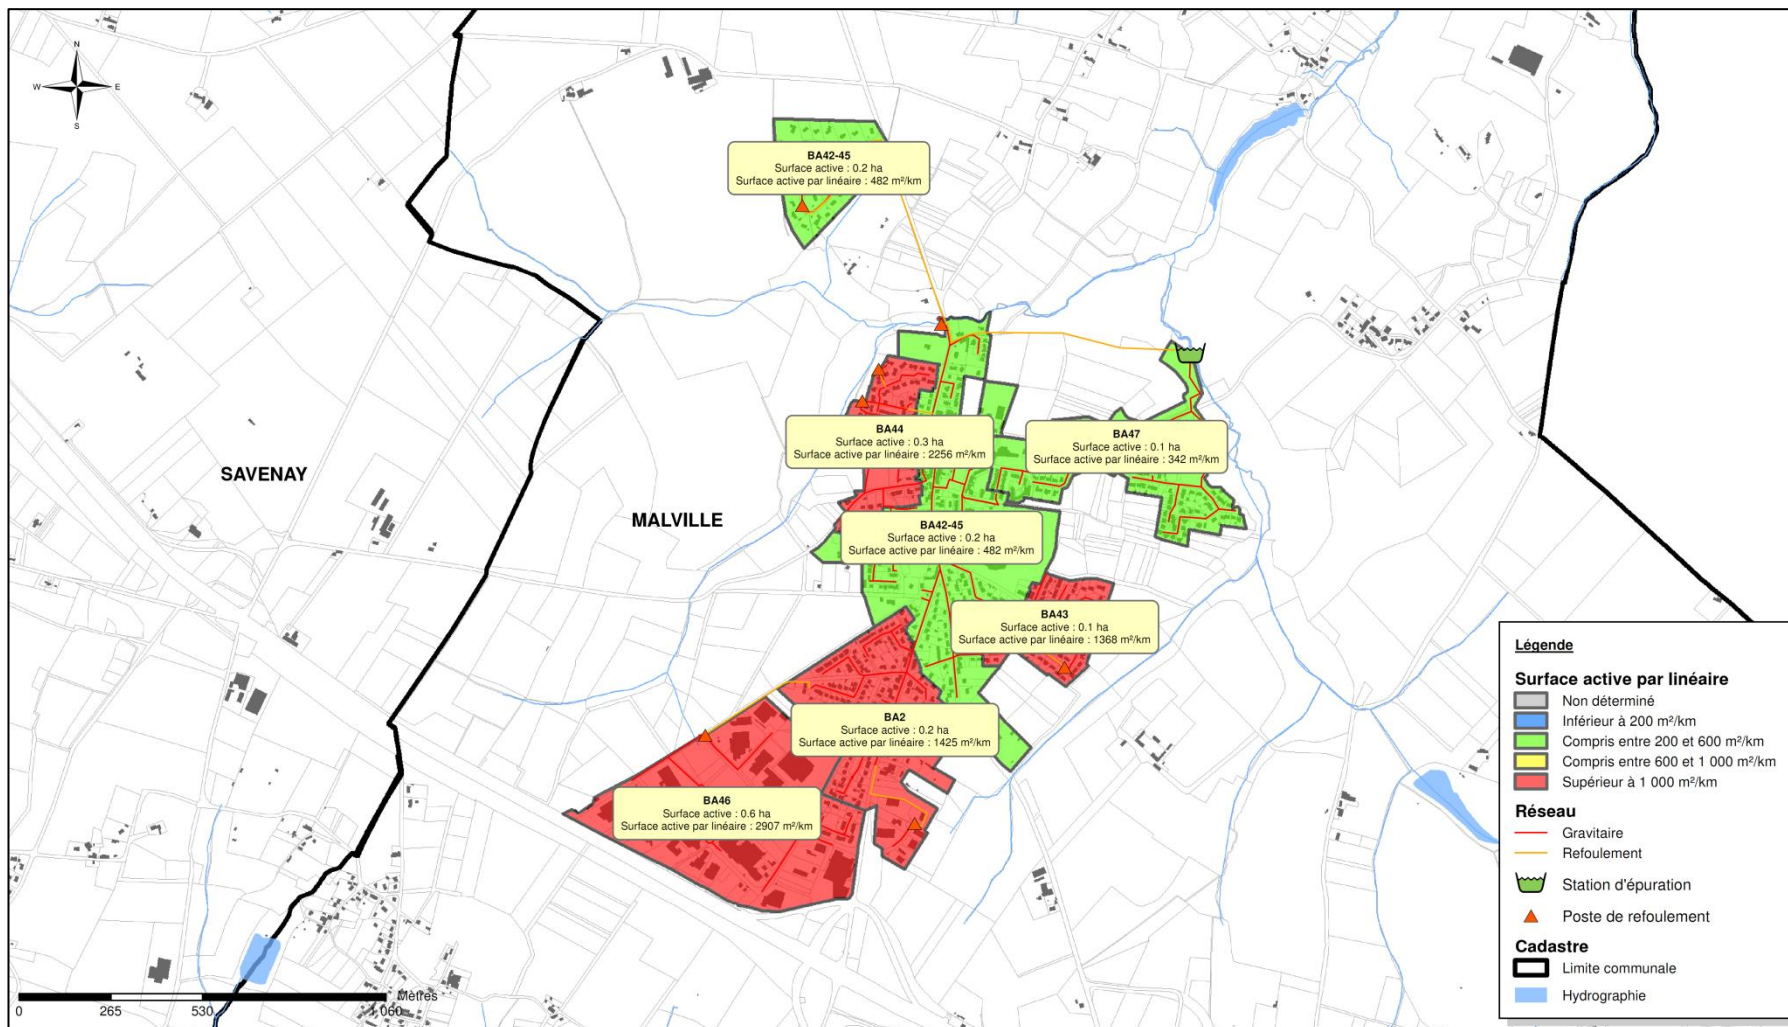 N
W
E
S
BA42-45
Surface active : 0.2 ha
Surface active par linéaire : 482 m²/km
BA44
Surface active : 0.3 ha
Surface active par linéaire : 2256 m²/km
BA47
Surface active : 0.1 ha
Surface active par linéaire : 342 m²/km
SAVENAY
MALVILLE
BA42-45
Surface active : 0.2 ha
Surface active par linéaire : 482 m²/km
BA43
Surface active : 0.1 ha
Surface active par linéaire : 1368 m²/km
BA2
Surface active : 0.2 ha
Surface active par linéaire : 1425 m²/km
BA46
Surface active : 0.6 ha
Surface active par linéaire : 2907 m²/km
Légende
Surface active par linéaire
Non déterminé
Inférieur à 200 m²/km
Compris entre 200 et 600 m²/km
Compris entre 600 et 1 000 m²/km
Supérieur à 1 000 m²/km
Réseau
Gravitaire
Refoulement
Station d'épuration
Poste de refoulement
Cadastre
Limite communale
Hydrographie
Mètres
0 265 530 1 060